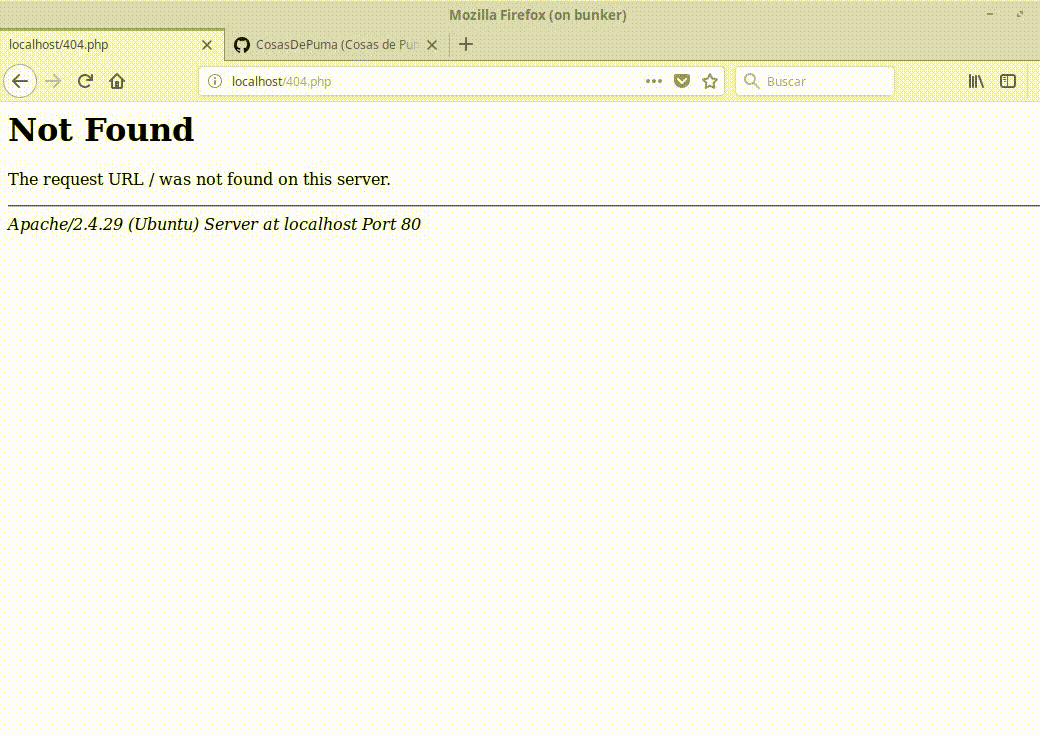 Mozilla Firefox (on bunker)
localhost/404.php
CosasDePuma (Cosas de Pum
localhost/404.php
Buscar
Not Found
The request URL / was not found on this server.
Apache/2.4.29 (Ubuntu) Server at localhost Port 80